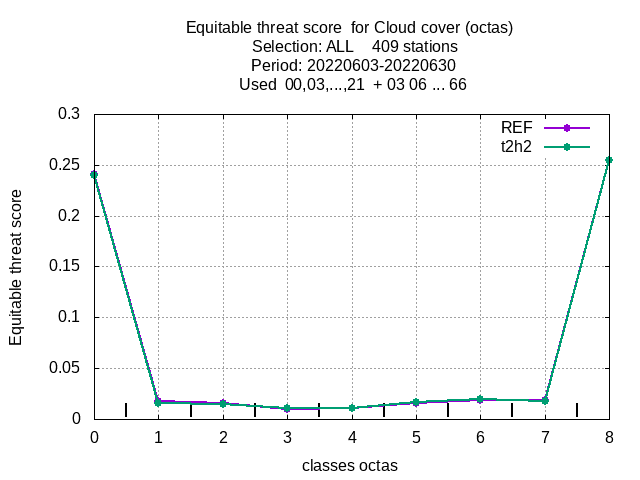 Equitable threat score  for Cloud cover (octas)
Selection: ALL    409 stations
Period: 20220603-20220630
Used  00,03,...,21  + 03 06 ... 66
REF
t2h2
0.3
0.25
0.2
0.15
0.1
0.05
0
Equitable threat score
0 1 2 3 4 5 6 7 8
classes octas